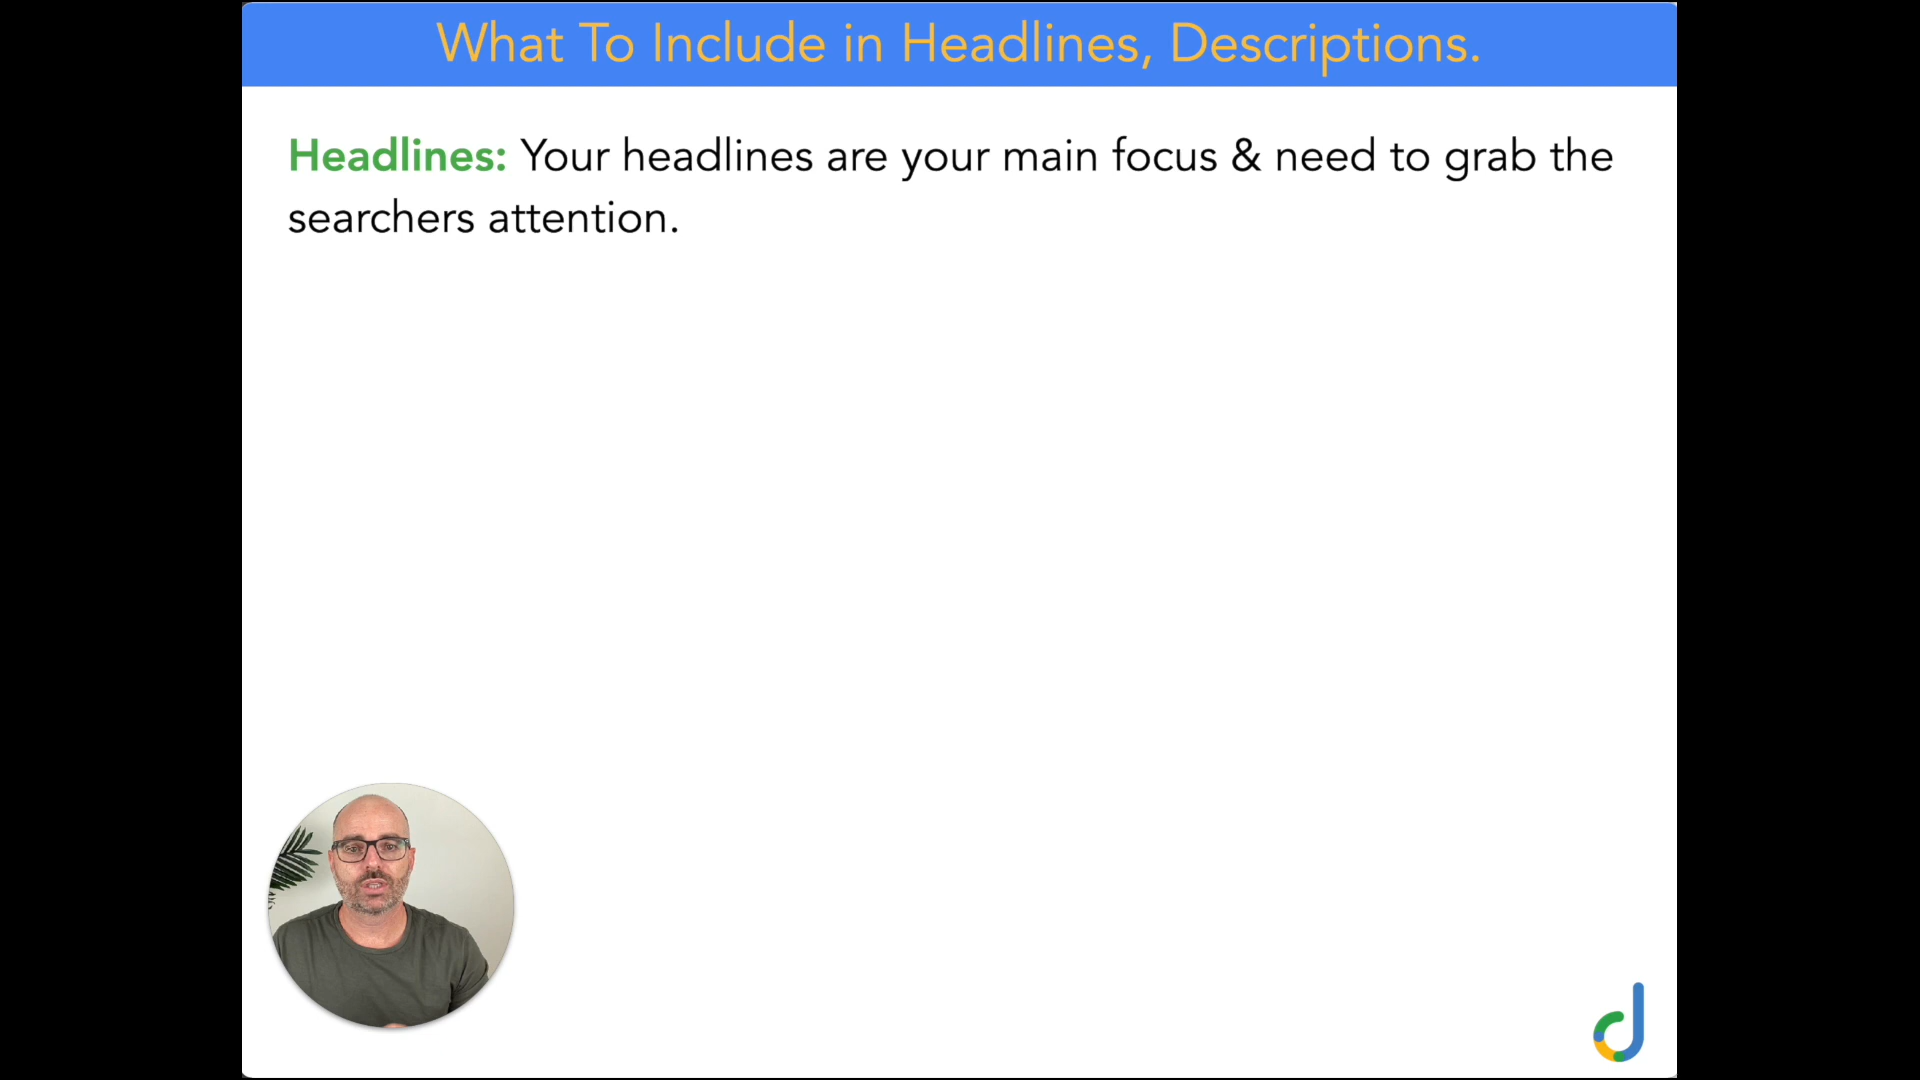 What To Include in Headlines, Descriptions.
Headlines: Your headlines are your main focus & need to grab the
searchers attention.